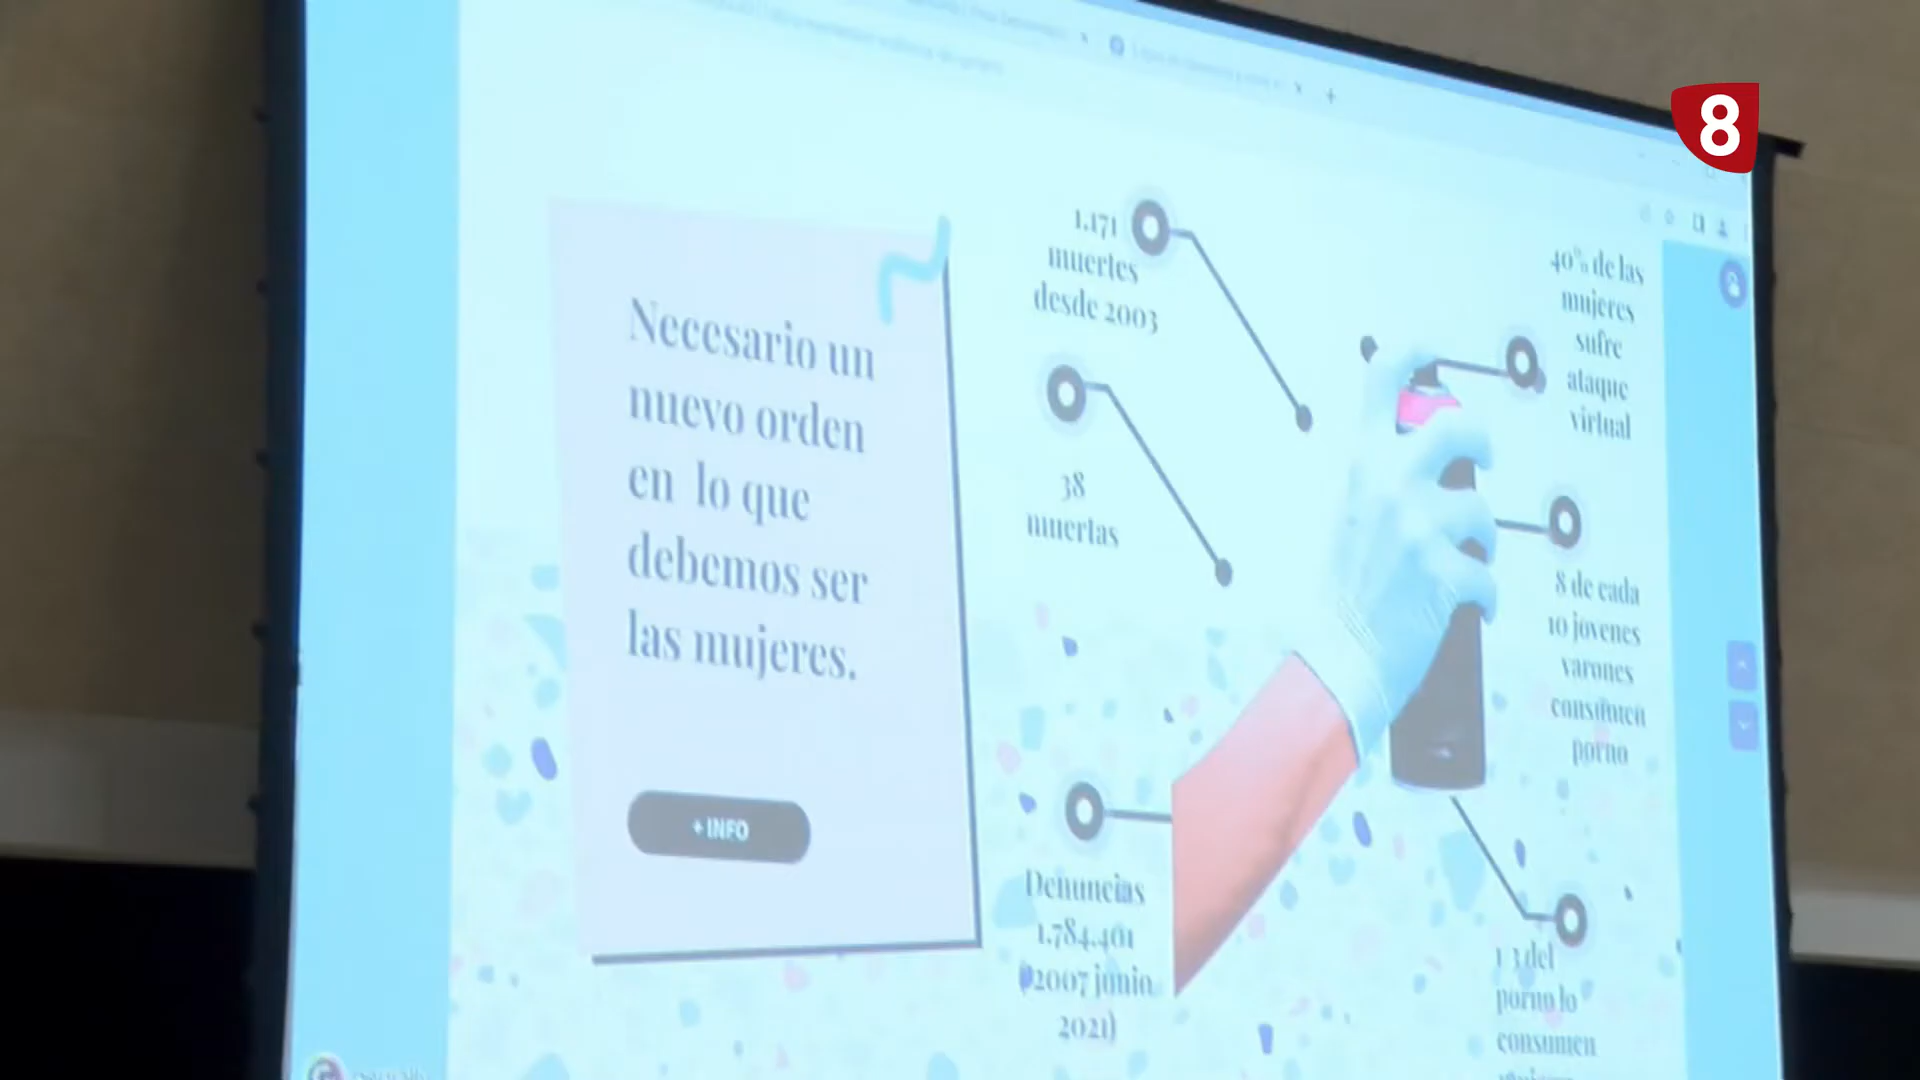 8
Necesario un
nuevo orden
en lo que
debemos ser
las mujeres.
+ INFO
1.171
muertes
desde 2003
38
muertas
Denuncias
1.784.461
(2007 junio
2021)
40% de las
mujeres
sufre
ataque
virtual
8 de cada
10 jovenes
varones
consumen
porno
1 3 del
porno lo
consumen